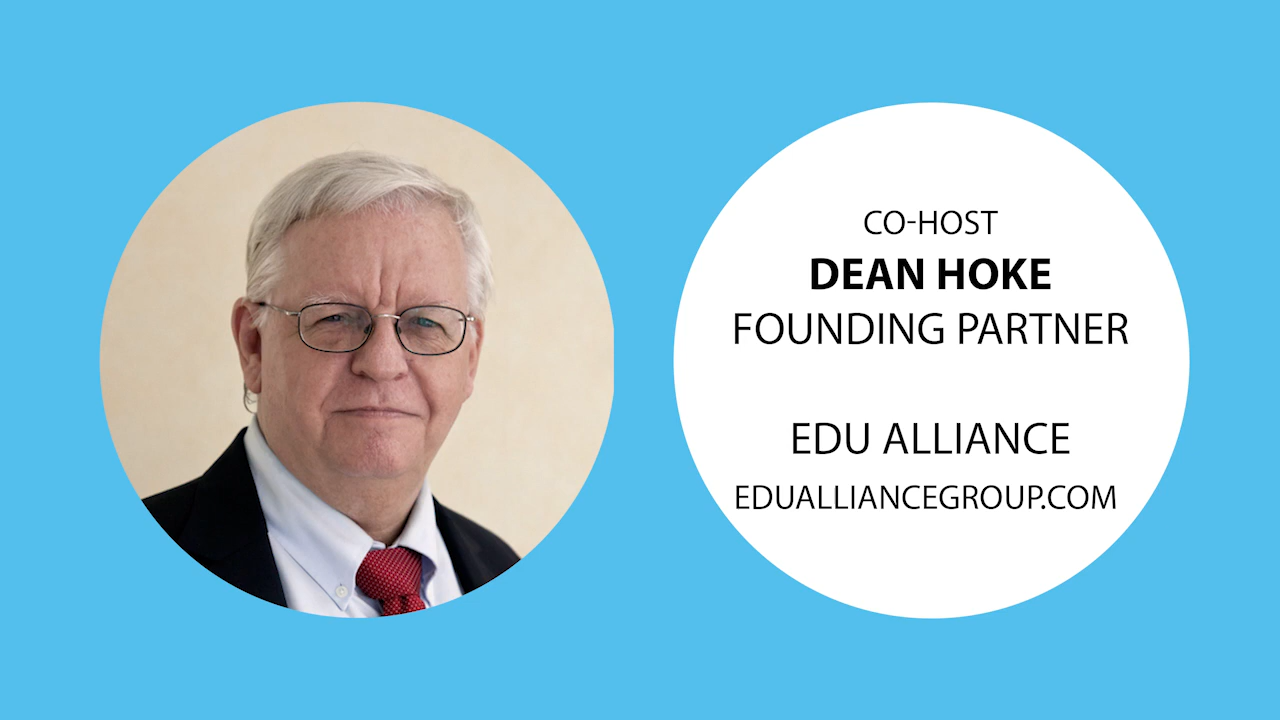 CO-HOST
DEAN HOKE
FOUNDING PARTNER
EDU ALLIANCE
EDUALLIANCEGROUP.COM